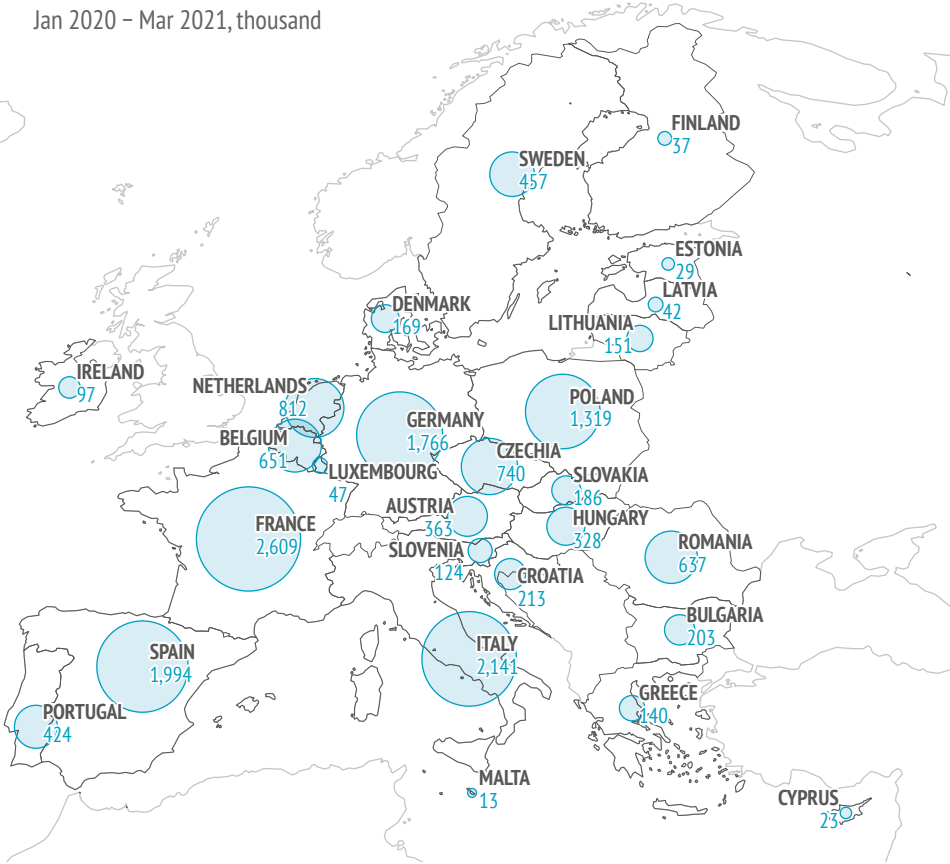 Jan 2020 – Mar 2021, thousand
FINLAND
37
SWEDEN
457
ESTONIA
29
LATVIA
42
DENMARK
169
LITHUANIA
151
IRELAND
97
NETHERLANDS
812
POLAND
1,319
GERMANY
1,766
BELGIUM
651
CZECHIA
740
LUXEMBOURG
47
SLOVAKIA
186
AUSTRIA
363
HUNGARY
328
FRANCE
2,609
SLOVENIA
124
ROMANIA
637
CROATIA
213
BULGARIA
203
ITALY
2,141
SPAIN
1,994
GREECE
140
PORTUGAL
424
MALTA
13
CYPRUS
23